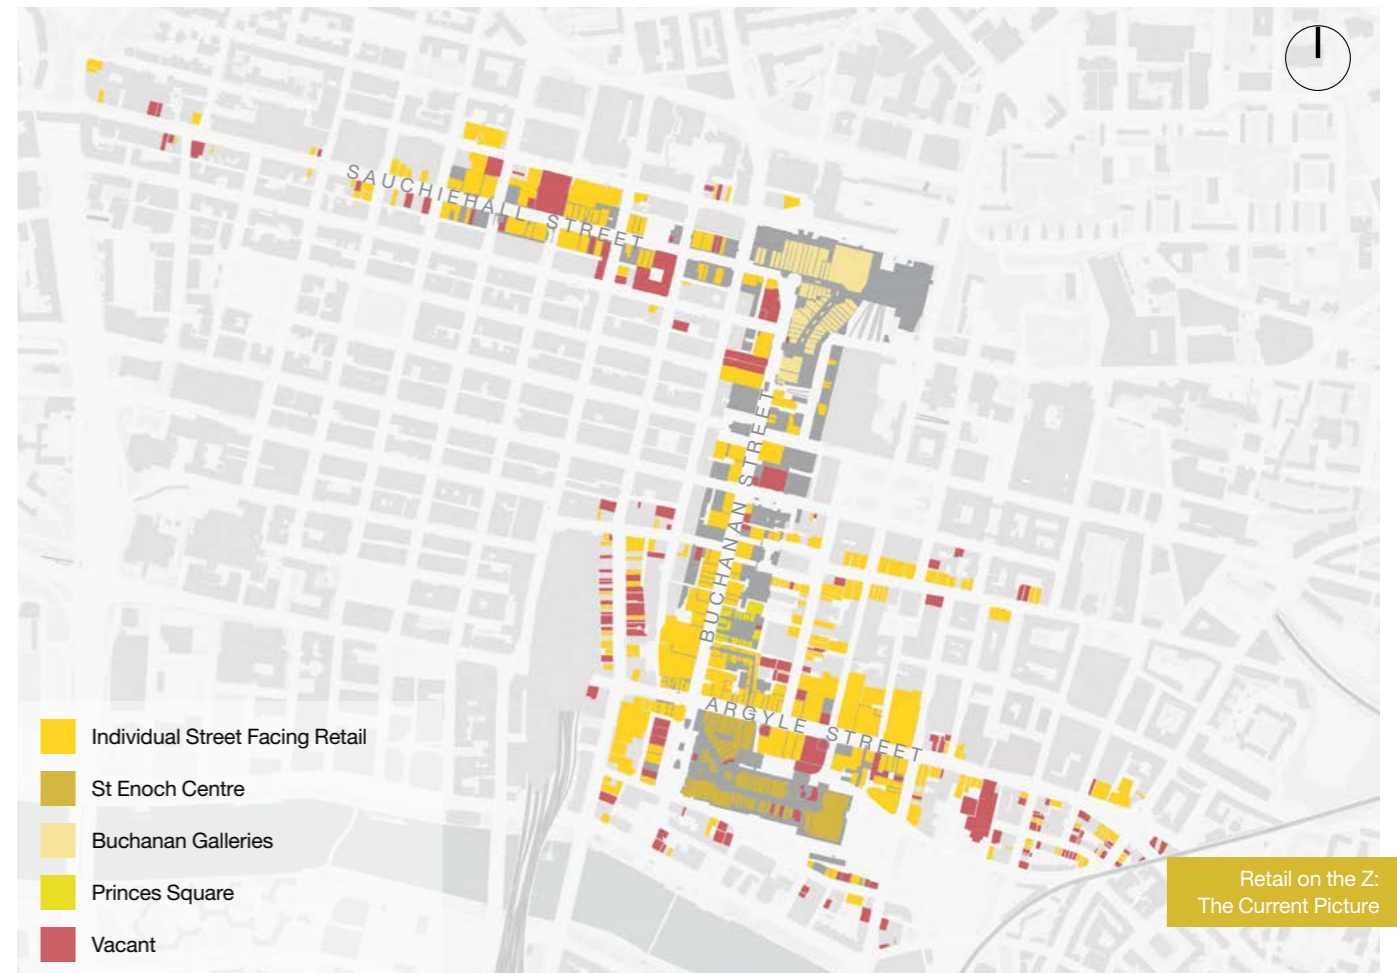 SAUCHIEHALL STREET
BUCHANAN STREET
ARGYLE STREET
Individual Street Facing Retail
St Enoch Centre
Buchanan Galleries
Princes Square
Vacant
Retail on the Z:
The Current Picture